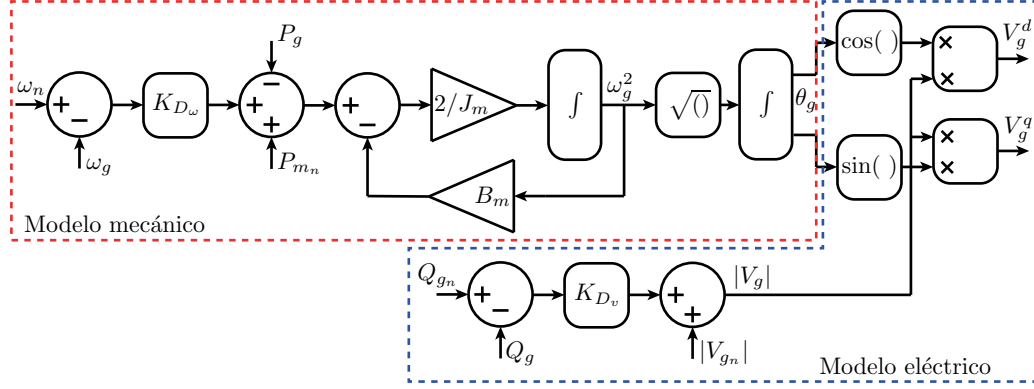 P_g
cos( )
V_g^d
ω_n
+
−
K_{D_ω}
−
+
+
+
−
2/J_m
∫
ω_g^2
√()
∫
θ_g
×
×
ω_g
P_{m_n}
B_m
sin( )
×
×
V_g^q
Modelo mecánico
Q_{g_n}
+
−
K_{D_v}
+
+
|V_g|
Q_g
|V_{g_n}|
Modelo eléctrico